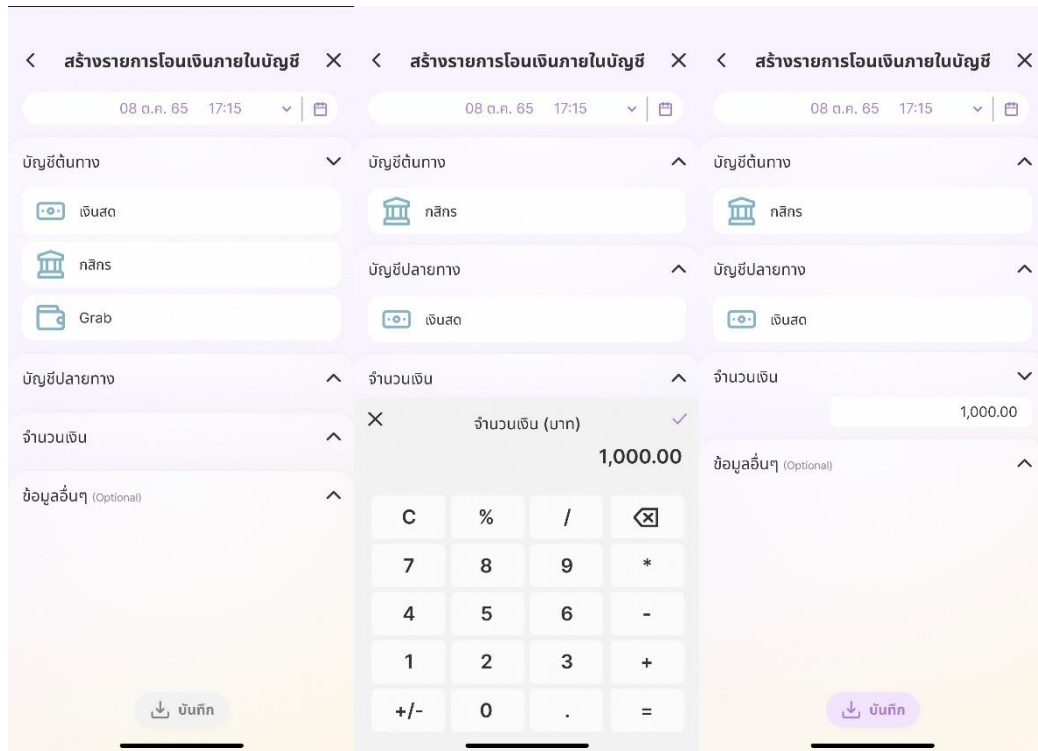 สร้างรายการโอนเงินภายในบัญชี
08 ต.ค. 65 17:15
บัญชีต้นทาง
เงินสด
กสิกร
Grab
บัญชีปลายทาง
จำนวนเงิน
ข้อมูลอื่นๆ (Optional)
บันทึก
สร้างรายการโอนเงินภายในบัญชี
08 ต.ค. 65 17:15
บัญชีต้นทาง
กสิกร
บัญชีปลายทาง
เงินสด
จำนวนเงิน
จำนวนเงิน (บาท)
1,000.00
C % /
7 8 9 *
4 5 6 -
1 2 3 +
+/- 0 . =
สร้างรายการโอนเงินภายในบัญชี
08 ต.ค. 65 17:15
บัญชีต้นทาง
กสิกร
บัญชีปลายทาง
เงินสด
จำนวนเงิน
1,000.00
ข้อมูลอื่นๆ (Optional)
บันทึก